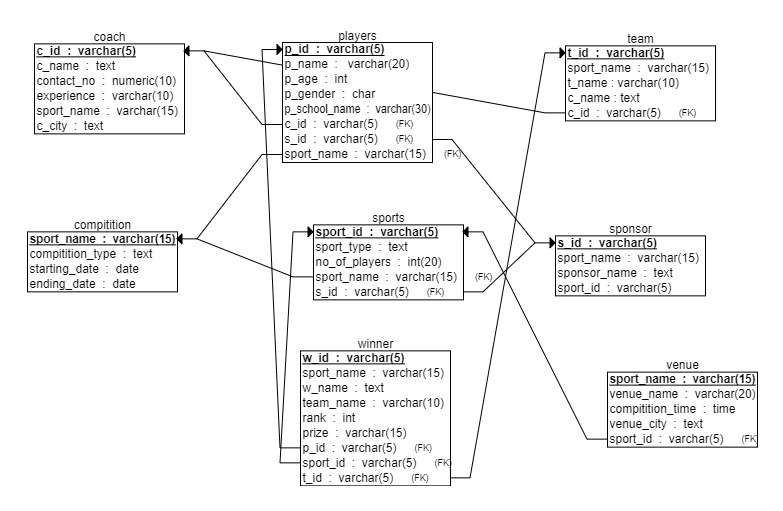 coach
c_id : varchar(5)
c_name : text
contact_no : numeric(10)
experience : varchar(10)
sport_name : varchar(15)
c_city : text
players
p_id : varchar(5)
p_name : varchar(20)
p_age : int
p_gender : char
p_school_name : varchar(30)
c_id : varchar(5) (FK)
s_id : varchar(5) (FK)
sport_name : varchar(15) (FK)
team
t_id : varchar(5)
sport_name : varchar(15)
t_name : varchar(10)
c_name : text
c_id : varchar(5) (FK)
compitition
sport_name : varchar(15)
compitition_type : text
starting_date : date
ending_date : date
sports
sport_id : varchar(5)
sport_type : text
no_of_players : int(20)
sport_name : varchar(15) (FK)
s_id : varchar(5) (FK)
sponsor
s_id : varchar(5)
sport_name : varchar(15)
sponsor_name : text
sport_id : varchar(5)
winner
w_id : varchar(5)
sport_name : varchar(15)
w_name : text
team_name : varchar(10)
rank : int
prize : varchar(15)
p_id : varchar(5) (FK)
sport_id : varchar(5) (FK)
t_id : varchar(5) (FK)
venue
sport_name : varchar(15)
venue_name : varchar(20)
compitition_time : time
venue_city : text
sport_id : varchar(5) (FK